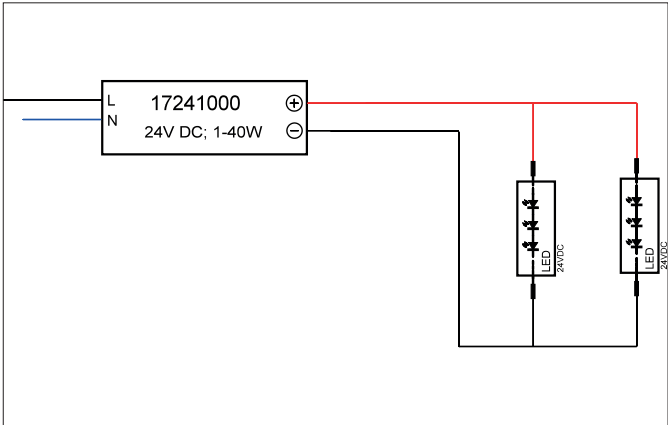 L
17241000
+
N
24V DC; 1-40W
−
LED
24VDC
LED
24VDC